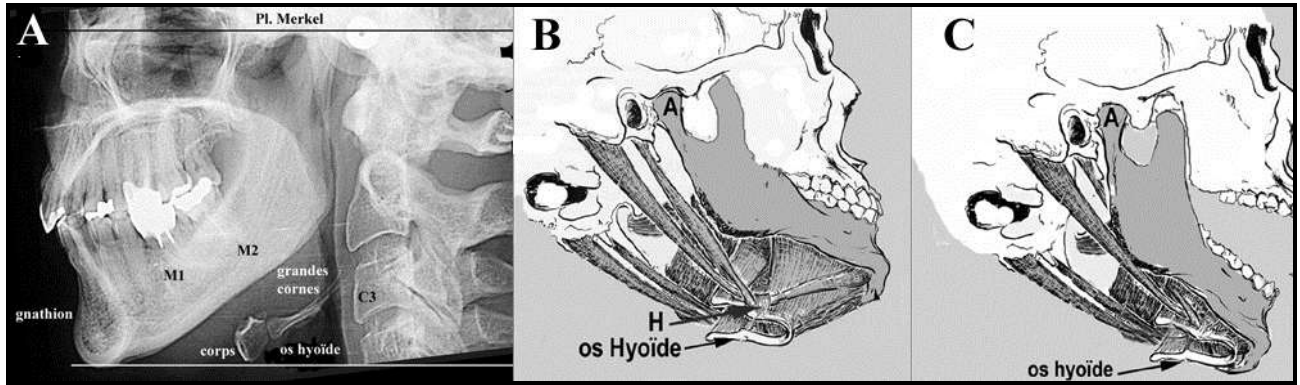 A
Pl. Merkel
M1
M2
grandes
cornes
C3
gnathion
corps
os hyoïde
B
A
H
os Hyoïde
C
A
os hyoïde